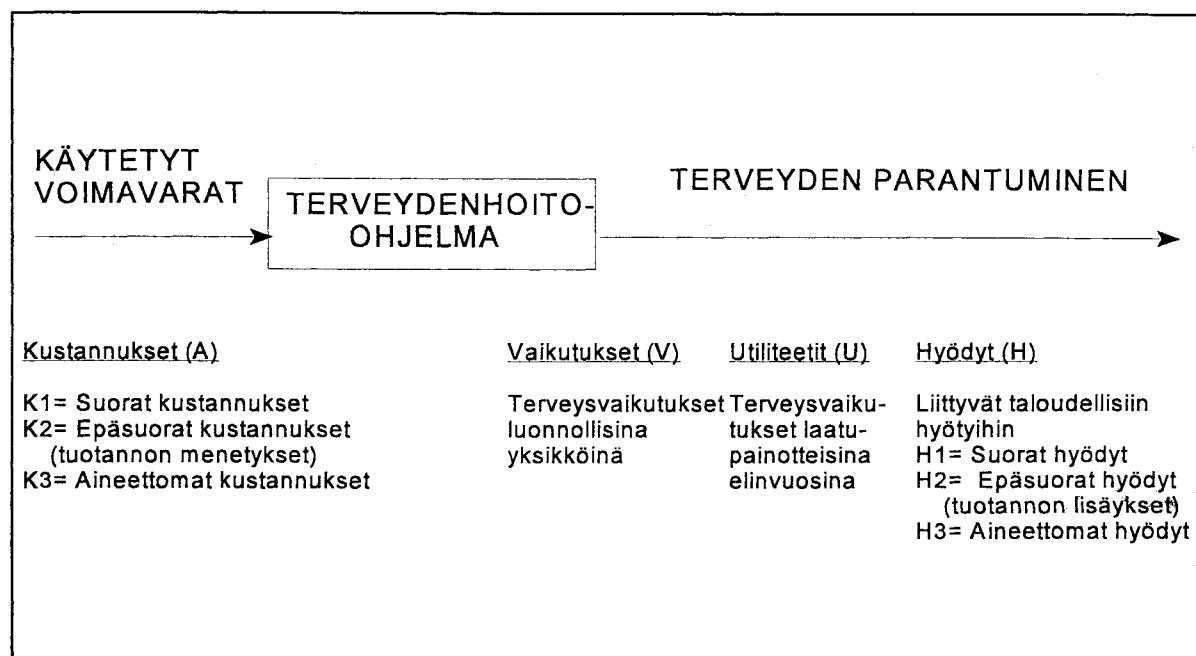 KÄYTETYT
VOIMAVARAT
TERVEYDENHOITO-
OHJELMA
TERVEYDEN PARANTUMINEN
Kustannukset (A)
K1= Suorat kustannukset
K2= Epäsuorat kustannukset
(tuotannon menetykset)
K3= Aineettomat kustannukset
Vaikutukset (V)
Terveysvaikutukset
luonnollisina
yksikköinä
Utiliteetit (U)
Terveysvaiku-
tukset laatu-
painotteisina
elinvuosina
Hyödyt (H)
Liittyvät taloudellisiin
hyötyihin
H1= Suorat hyödyt
H2= Epäsuorat hyödyt
(tuotannon lisäykset)
H3= Aineettomat hyödyt